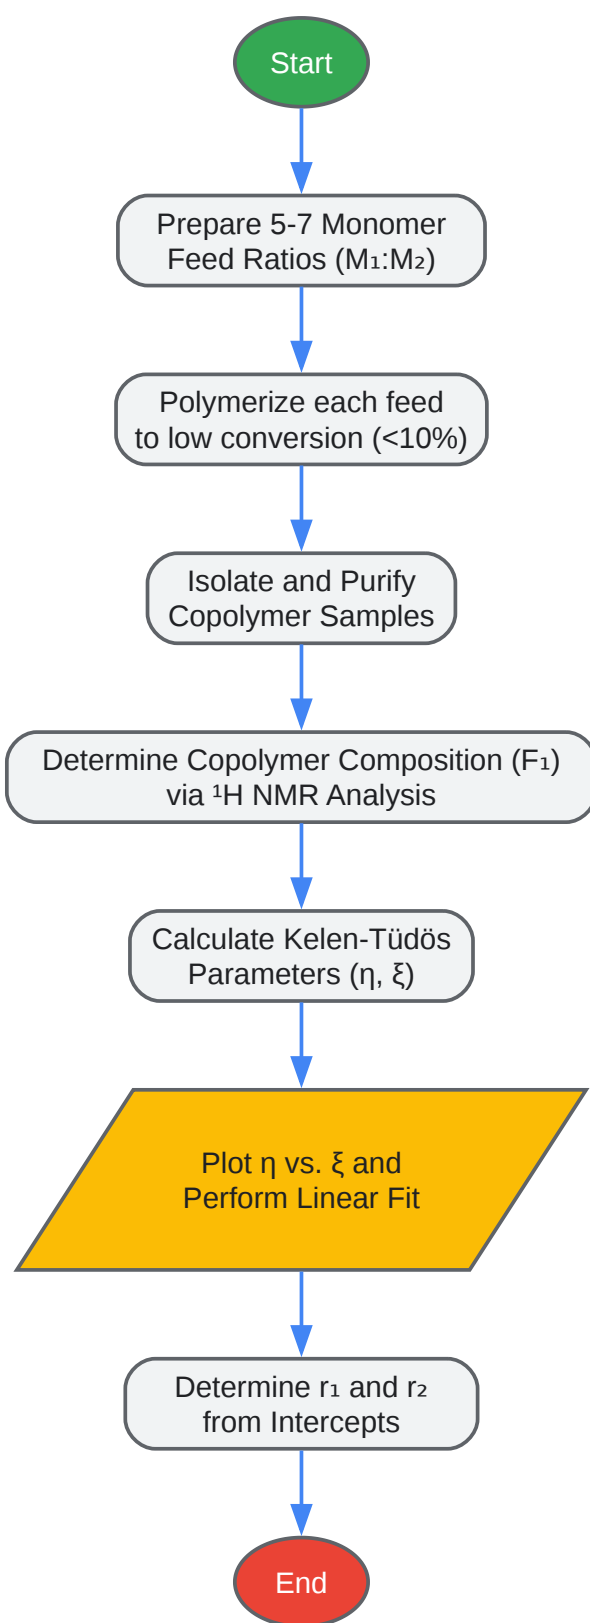 Start
Prepare 5-7 Monomer
Feed Ratios (M₁:M₂)
Polymerize each feed
to low conversion (<10%)
Isolate and Purify
Copolymer Samples
Determine Copolymer Composition (F₁)
via ¹H NMR Analysis
Calculate Kelen-Tüdös
Parameters (η, ξ)
Plot η vs. ξ and
Perform Linear Fit
Determine r₁ and r₂
from Intercepts
End